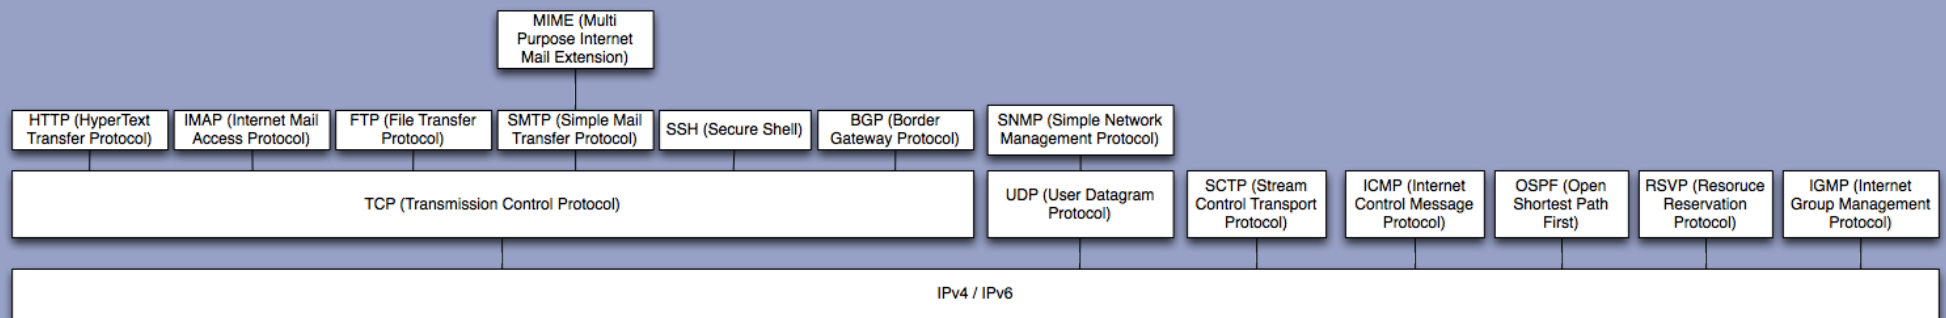 MIME (Multi
Purpose Internet
Mail Extension)
HTTP (HyperText
Transfer Protocol)
IMAP (Internet Mail
Access Protocol)
FTP (File Transfer
Protocol)
SMTP (Simple Mail
Transfer Protocol)
SSH (Secure Shell)
BGP (Border
Gateway Protocol)
SNMP (Simple Network
Management Protocol)
TCP (Transmission Control Protocol)
UDP (User Datagram
Protocol)
SCTP (Stream
Control Transport
Protocol)
ICMP (Internet
Control Message
Protocol)
OSPF (Open
Shortest Path
First)
RSVP (Resoruce
Reservation
Protocol)
IGMP (Internet
Group Management
Protocol)
IPv4 / IPv6